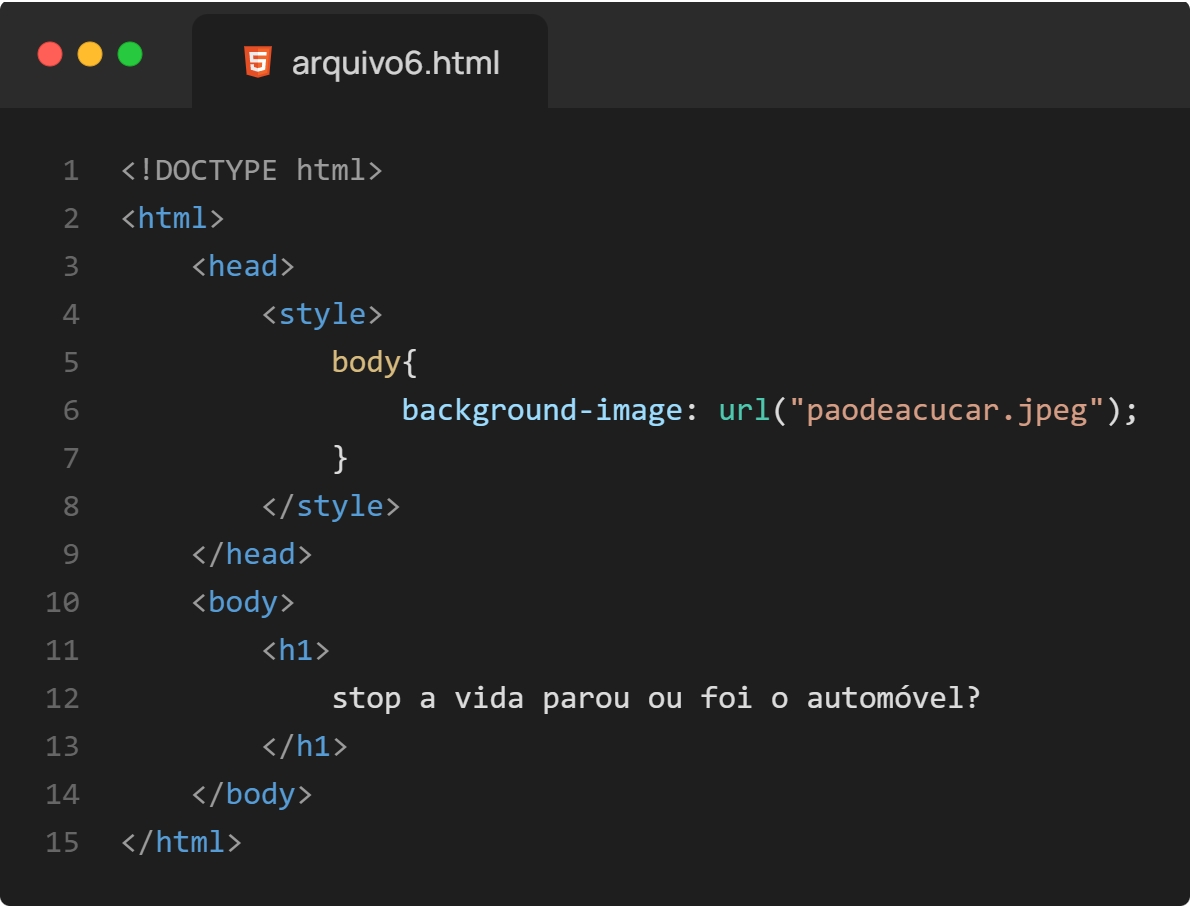 arquivo6.html
1 <!DOCTYPE html>
2 <html>
3     <head>
4         <style>
5             body{
6                 background-image: url("paodeacucar.jpeg");
7             }
8         </style>
9     </head>
10     <body>
11         <h1>
12             stop a vida parou ou foi o automóvel?
13         </h1>
14     </body>
15 </html>